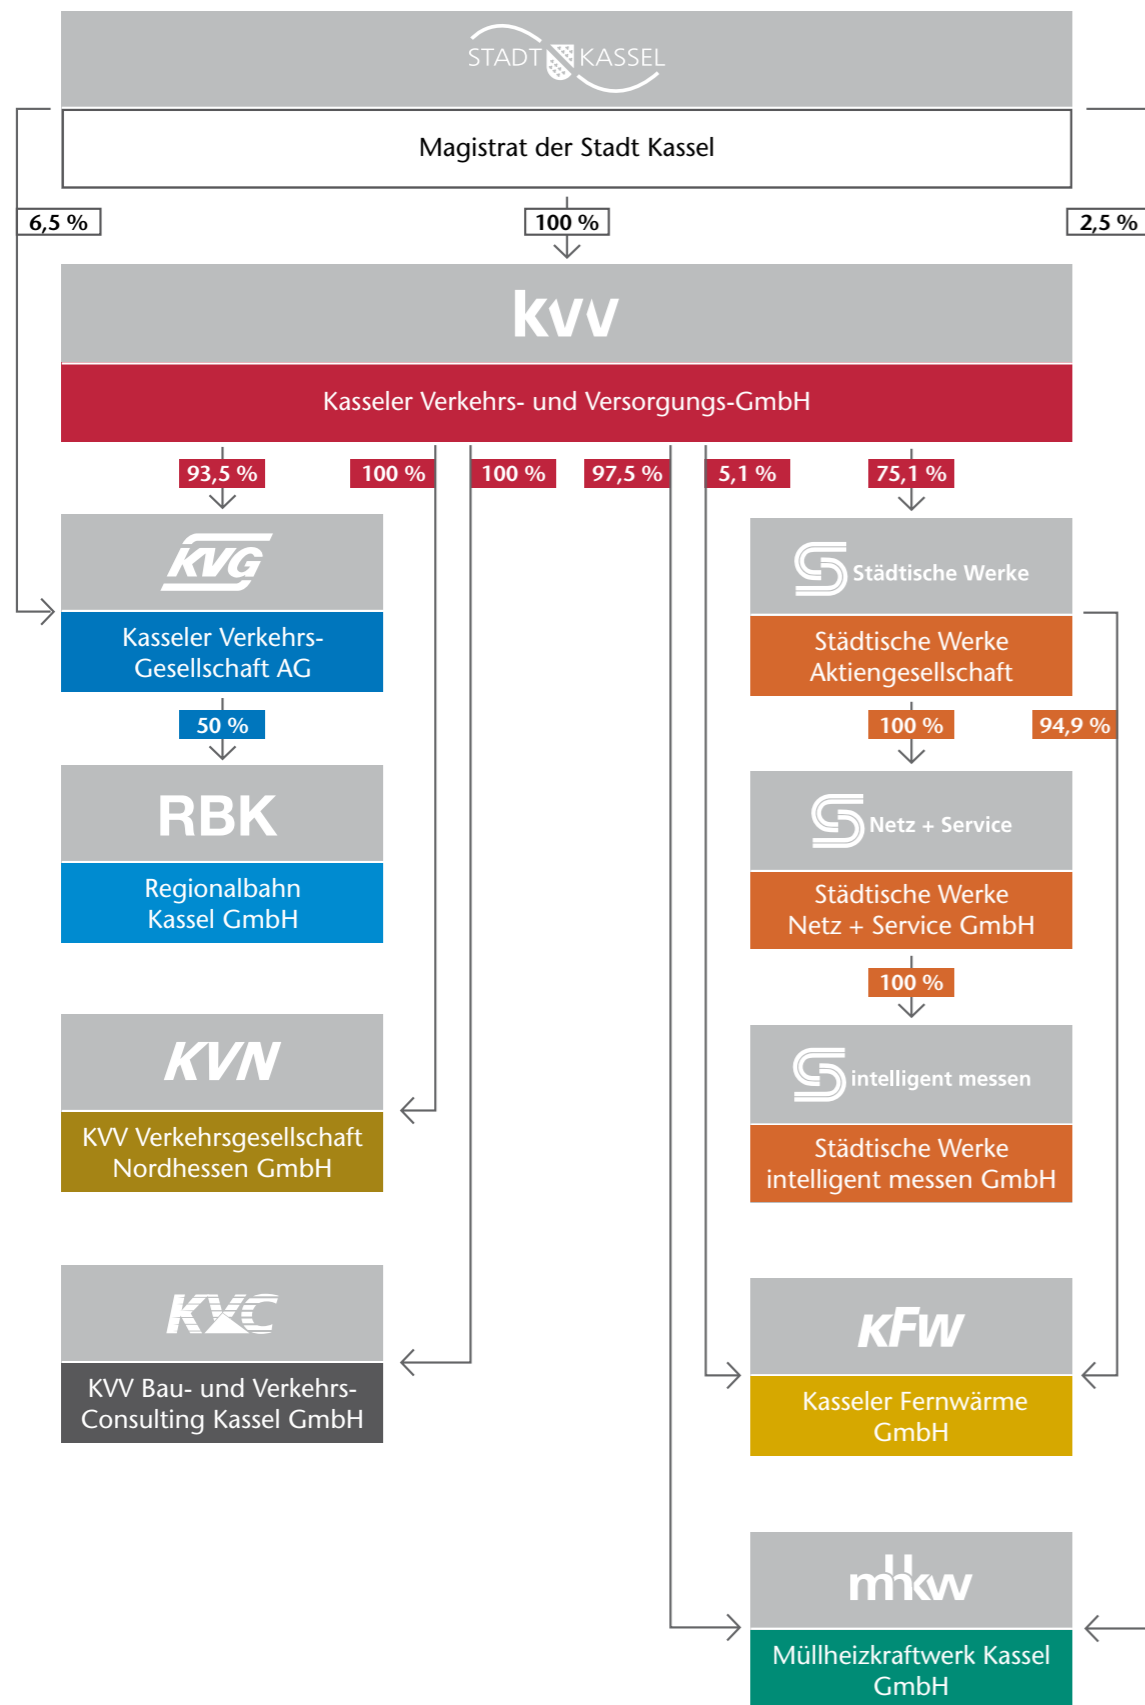 STADT KASSEL
Magistrat der Stadt Kassel
6,5 %
100 %
2,5 %
kvv
Kasseler Verkehrs- und Versorgungs-GmbH
93,5 %
100 %
100 %
97,5 %
5,1 %
75,1 %
KVG
Kasseler Verkehrs-
Gesellschaft AG
Städtische Werke
Städtische Werke
Aktiengesellschaft
50 %
100 %
94,9 %
RBK
Regionalbahn
Kassel GmbH
Netz + Service
Städtische Werke
Netz + Service GmbH
100 %
KVN
KVV Verkehrsgesellschaft
Nordhessen GmbH
intelligent messen
Städtische Werke
intelligent messen GmbH
KVC
KVV Bau- und Verkehrs-
Consulting Kassel GmbH
KFW
Kasseler Fernwärme
GmbH
mhkw
Müllheizkraftwerk Kassel
GmbH